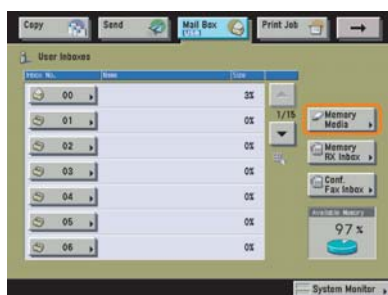 Copy
Send
Mail Box
USB
Print Job
User Inboxes
Inbox No.
Name
Size
00
3%
01
0%
02
0%
03
0%
04
0%
05
0%
06
0%
1/15
Memory
Media
Memory
RX Inbox
Conf.
Fax Inbox
Available Memory
97 %
System Monitor